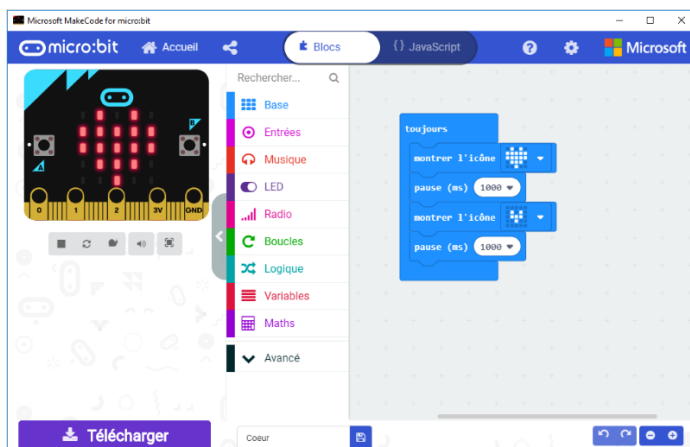 Microsoft MakeCode for micro:bit
micro:bit
Accueil
Blocs
{} JavaScript
?
Microsoft
Rechercher...
Base
Entrées
Musique
LED
Radio
Boucles
Logique
Variables
Maths
Avancé
A
B
0 1 2 3V GND
toujours
montrer l'icône
pause (ms) 1000
montrer l'icône
pause (ms) 1000
Télécharger
Coeur